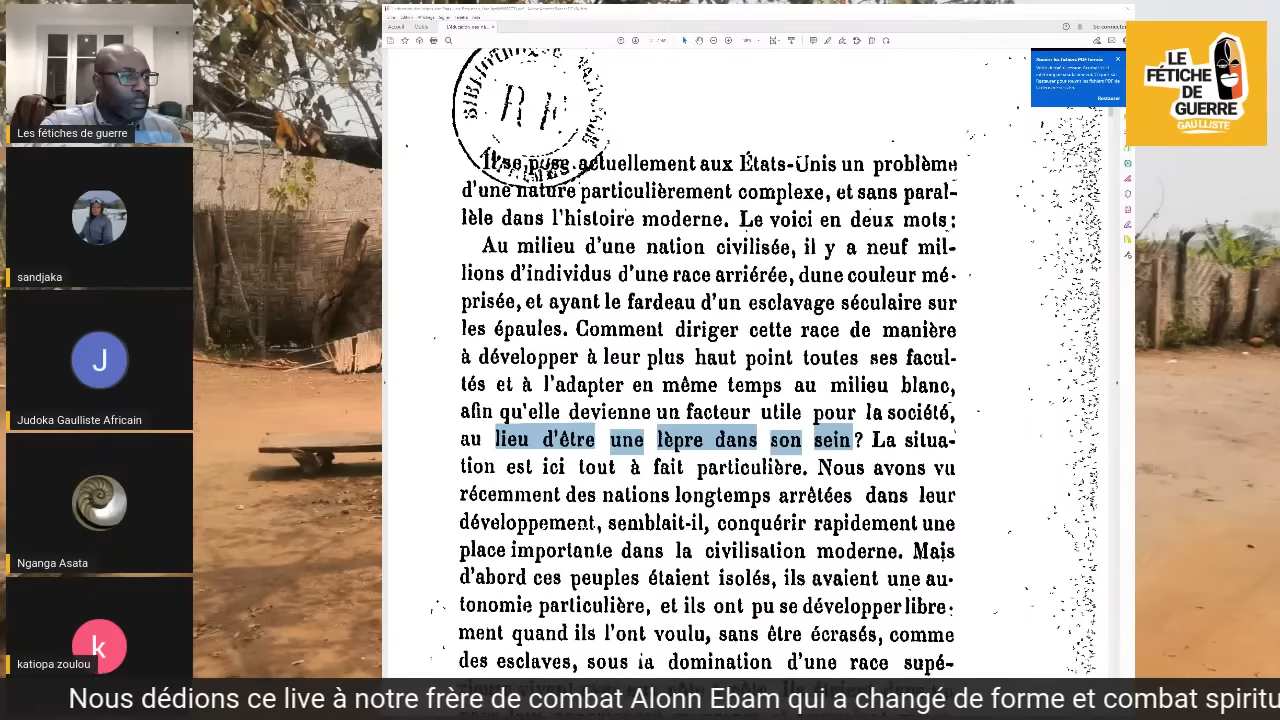 Les fétiches de guerre
sandjaka
J
Judoka Gaulliste Africain
Nganga Asata
k
katiopa zoulou
Accueil Outils
Se connecter
Restaurer
LE
FÉTICHE
DE GUERRE
GAULLISTE
R F
Il se pose actuellement aux États-Unis un problème
d'une nature particulièrement complexe, et sans paral-
lèle dans l'histoire moderne. Le voici en deux mots:
Au milieu d'une nation civilisée, il y a neuf mil-
lions d'individus d'une race arriérée, d'une couleur mé-
prisée, et ayant le fardeau d'un esclavage séculaire sur
les épaules. Comment diriger cette race de manière
à développer à leur plus haut point toutes ses facul-
tés et à l'adapter en même temps au milieu blanc,
afin qu'elle devienne un facteur utile pour la société,
au lieu d'être une lèpre dans son sein? La situa-
tion est ici tout à fait particulière. Nous avons vu
récemment des nations longtemps arrêtées dans leur
développement, semblait-il, conquérir rapidement une
place importante dans la civilisation moderne. Mais
d'abord ces peuples étaient isolés, ils avaient une au-
tonomie particulière, et ils ont pu se développer libre-
ment quand ils l'ont voulu, sans être écrasés, comme
des esclaves, sous la domination d'une race supé-
Nous dédions ce live à notre frère de combat Alonn Ebam qui a changé de forme et combat spiritu